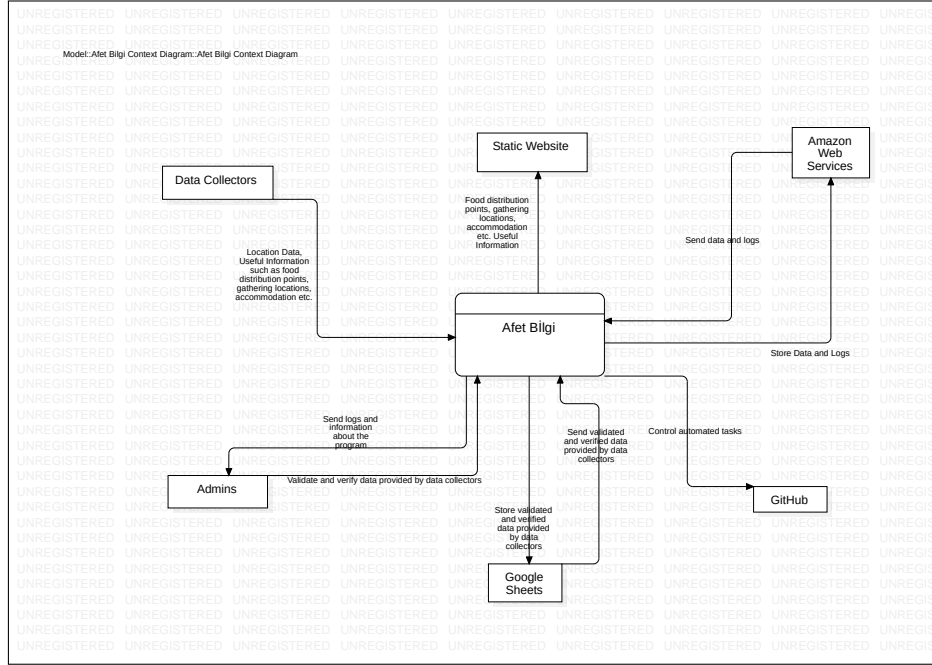 Model::Afet Bilgi Context Diagram::Afet Bilgi Context Diagram
Static Website
Amazon
Web
Services
Data Collectors
Food distribution
points, gathering
locations,
accommodation
etc. Useful
Information
Send data and logs
Location Data,
Useful Information
such as food
distribution points,
gathering locations,
accommodation etc.
Afet Bİlgi
Store Data and Logs
Send logs and
information
about the
program
Send validated
and verified data
provided by data
collectors
Control automated tasks
Validate and verify data provided by data collectors
Admins
GitHub
Store validated
and verified
data provided
by data
collectors
Google
Sheets
UNREGISTERED